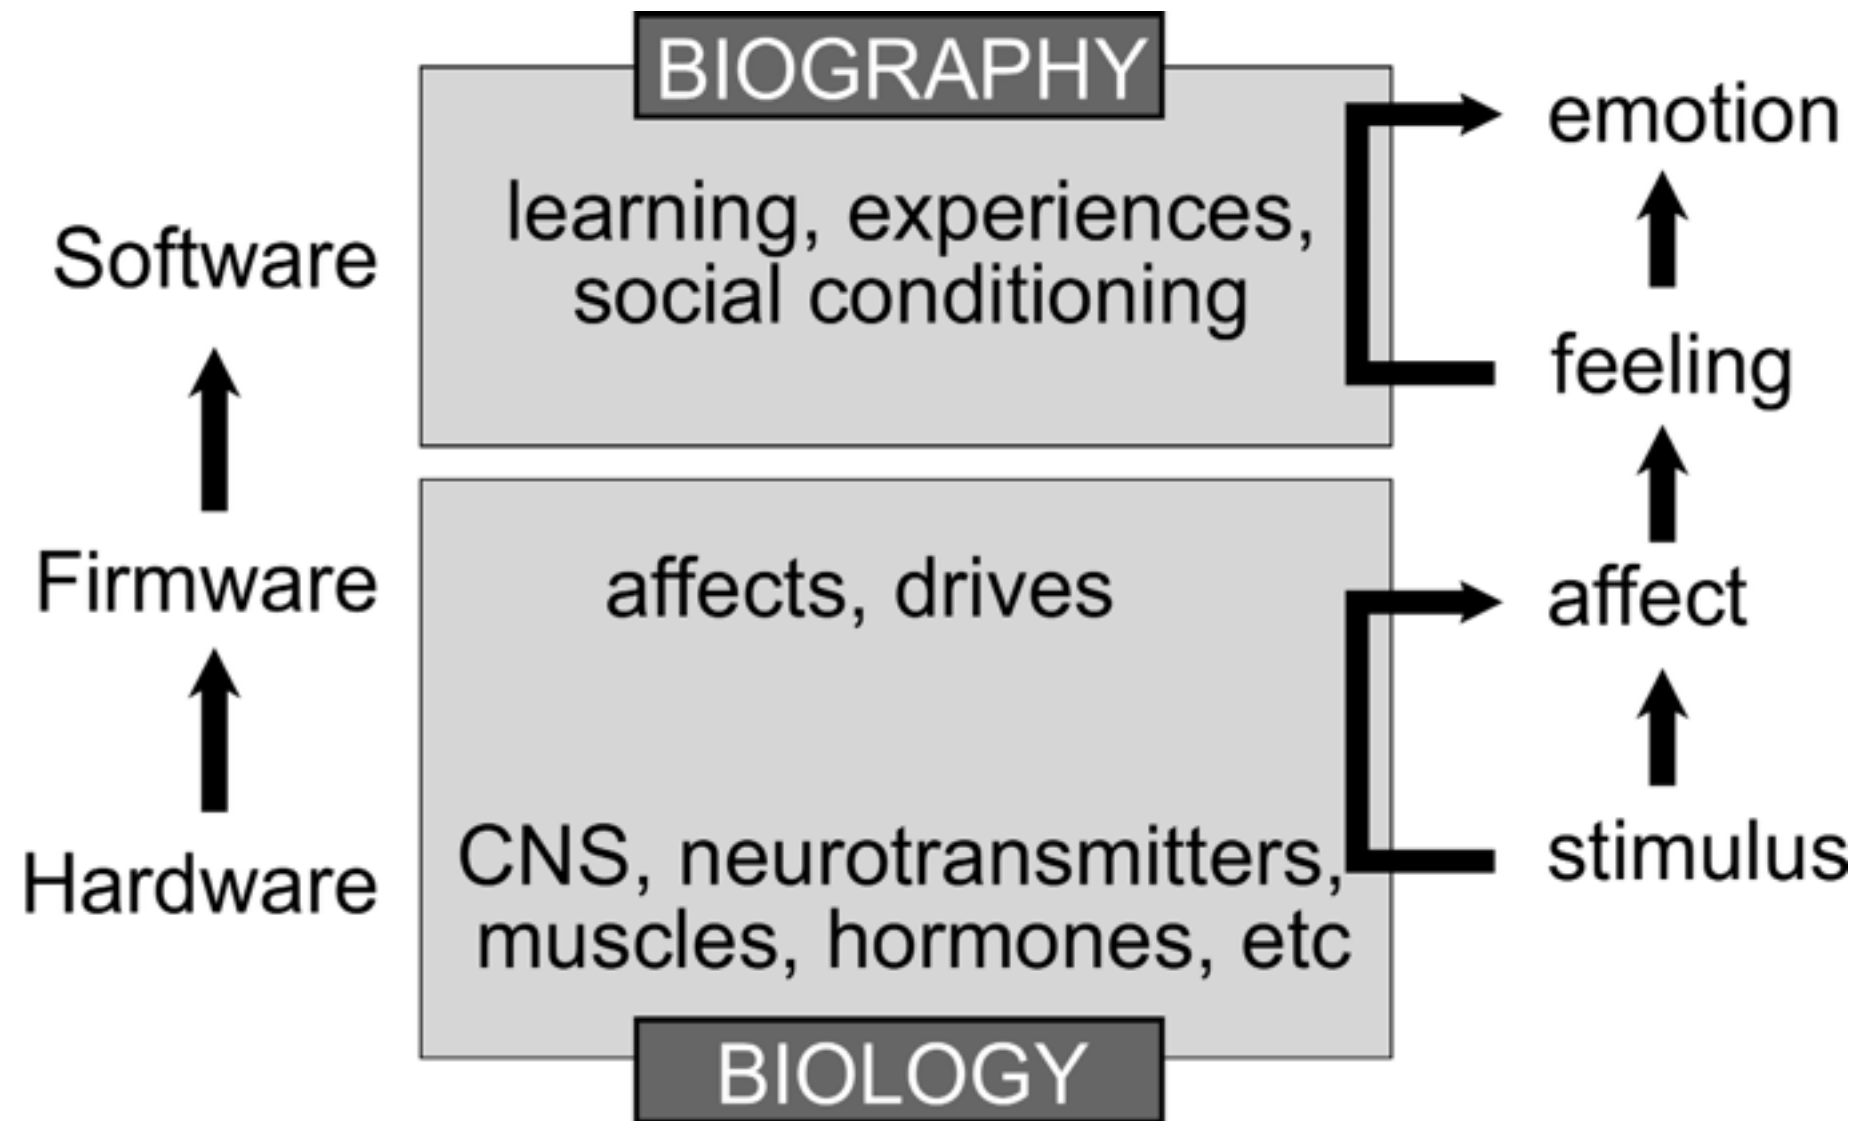 BIOGRAPHY
emotion
learning, experiences,
social conditioning
Software
feeling
Firmware
affects, drives
affect
Hardware
CNS, neurotransmitters,
muscles, hormones, etc
stimulus
BIOLOGY